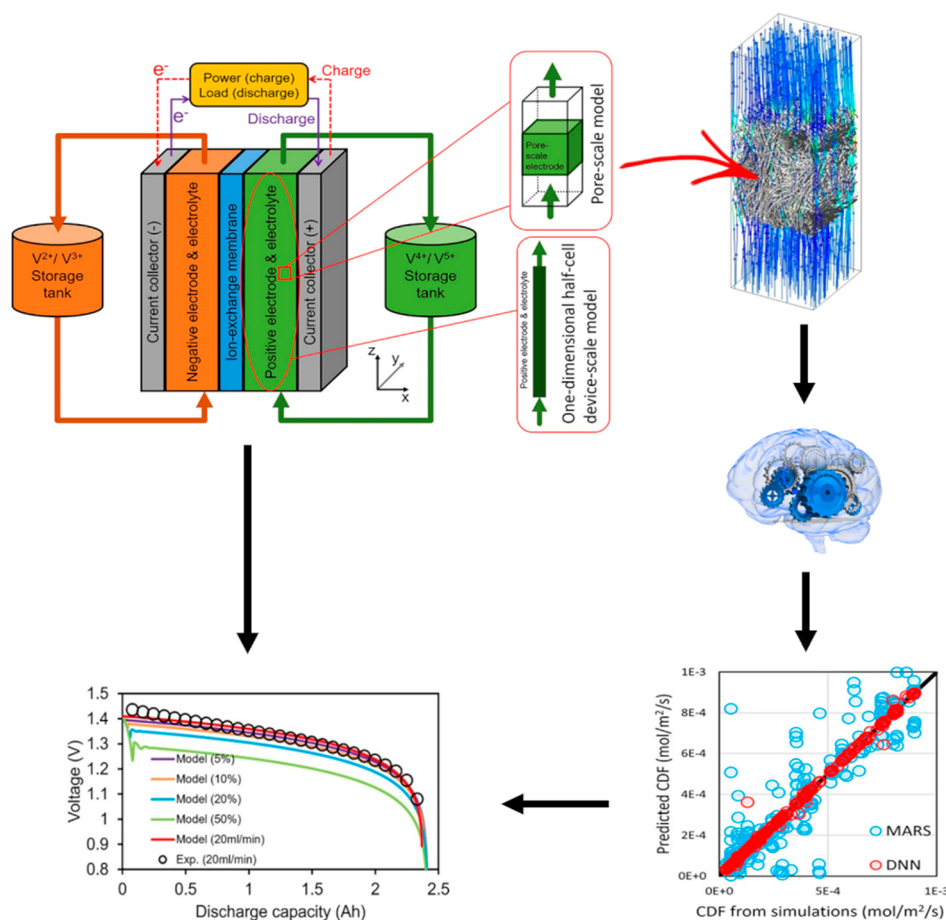 e⁻
Power (charge)
Load (discharge)
Charge
e⁻
Discharge
Current collector (-)
Negative electrode & electrolyte
Ion-exchange membrane
Positive electrode & electrolyte
Current collector (+)
V²⁺/ V³⁺
Storage
tank
V⁴⁺/ V⁵⁺
Storage
tank
z
y
x
Pore-
scale
electrode
Pore-scale model
Positive electrode & electrolyte
One-dimensional half-cell
device-scale model
Voltage (V)
1.5
1.4
1.3
1.2
1.1
1
0.9
0.8
Model (5%)
Model (10%)
Model (20%)
Model (50%)
Model (20ml/min)
Exp. (20ml/min)
0
0.5
1
1.5
2
2.5
Discharge capacity (Ah)
Predicted CDF (mol/m²/s)
1E-3
8E-4
6E-4
4E-4
2E-4
0E+0
MARS
DNN
0E+0
5E-4
1E-3
CDF from simulations (mol/m²/s)